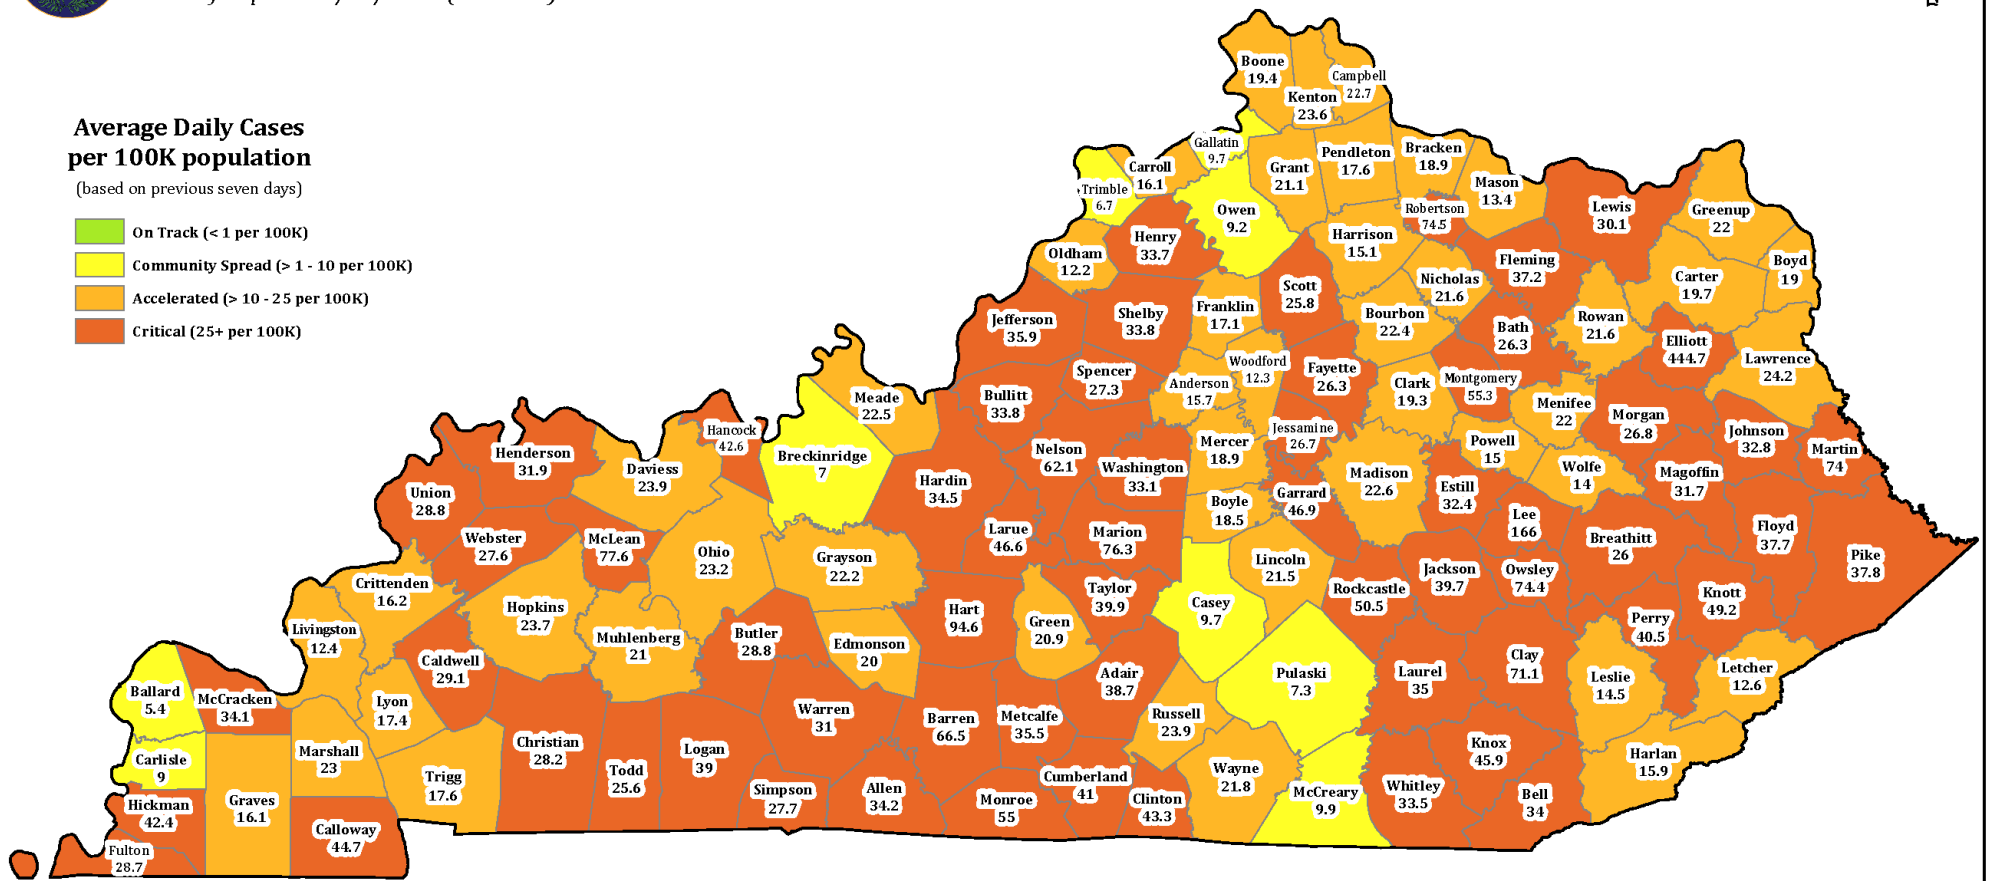 Average Daily Cases
per 100K population
(based on previous seven days)
On Track (< 1 per 100K)
Community Spread (> 1 - 10 per 100K)
Accelerated (> 10 - 25 per 100K)
Critical (25+ per 100K)
Boone
19.4
Kenton
23.6
Campbell
22.7
Gallatin
9.7
Carroll
16.1
Trimble
6.7
Grant
21.1
Pendleton
17.6
Bracken
18.9
Mason
13.4
Robertson
74.5
Lewis
30.1
Greenup
22
Owen
9.2
Henry
33.7
Oldham
12.2
Harrison
15.1
Nicholas
21.6
Fleming
37.2
Carter
19.7
Boyd
19
Scott
25.8
Franklin
17.1
Shelby
33.8
Jefferson
35.9
Bourbon
22.4
Bath
26.3
Rowan
21.6
Elliott
444.7
Lawrence
24.2
Spencer
27.3
Bullitt
33.8
Anderson
15.7
Woodford
12.3
Fayette
26.3
Clark
19.3
Montgomery
55.3
Menifee
22
Morgan
26.8
Johnson
32.8
Martin
74
Meade
22.5
Breckinridge
7
Hancock
42.6
Daviess
23.9
Henderson
31.9
Union
28.8
Webster
27.6
McLean
77.6
Ohio
23.2
Grayson
22.2
Hardin
34.5
Nelson
62.1
Washington
33.1
Mercer
18.9
Jessamine
26.7
Garrard
46.9
Madison
22.6
Powell
15
Wolfe
14
Magoffin
31.7
Estill
32.4
Lee
166
Breathitt
26
Floyd
37.7
Pike
37.8
Larue
46.6
Marion
76.3
Boyle
18.5
Lincoln
21.5
Casey
9.7
Taylor
39.9
Green
20.9
Hart
94.6
Rockcastle
50.5
Jackson
39.7
Owsley
74.4
Perry
40.5
Knott
49.2
Crittenden
16.2
Livingston
12.4
Hopkins
23.7
Muhlenberg
21
Butler
28.8
Edmonson
20
Caldwell
29.1
Lyon
17.4
Ballard
5.4
McCracken
34.1
Carlisle
9
Marshall
23
Graves
16.1
Hickman
42.4
Fulton
28.7
Calloway
44.7
Trigg
17.6
Christian
28.2
Todd
25.6
Logan
39
Warren
31
Simpson
27.7
Allen
34.2
Barren
66.5
Metcalfe
35.5
Monroe
55
Cumberland
41
Adair
38.7
Russell
23.9
Clinton
43.3
Wayne
21.8
Pulaski
7.3
McCreary
9.9
Laurel
35
Clay
71.1
Leslie
14.5
Letcher
12.6
Harlan
15.9
Knox
45.9
Whitley
33.5
Bell
34